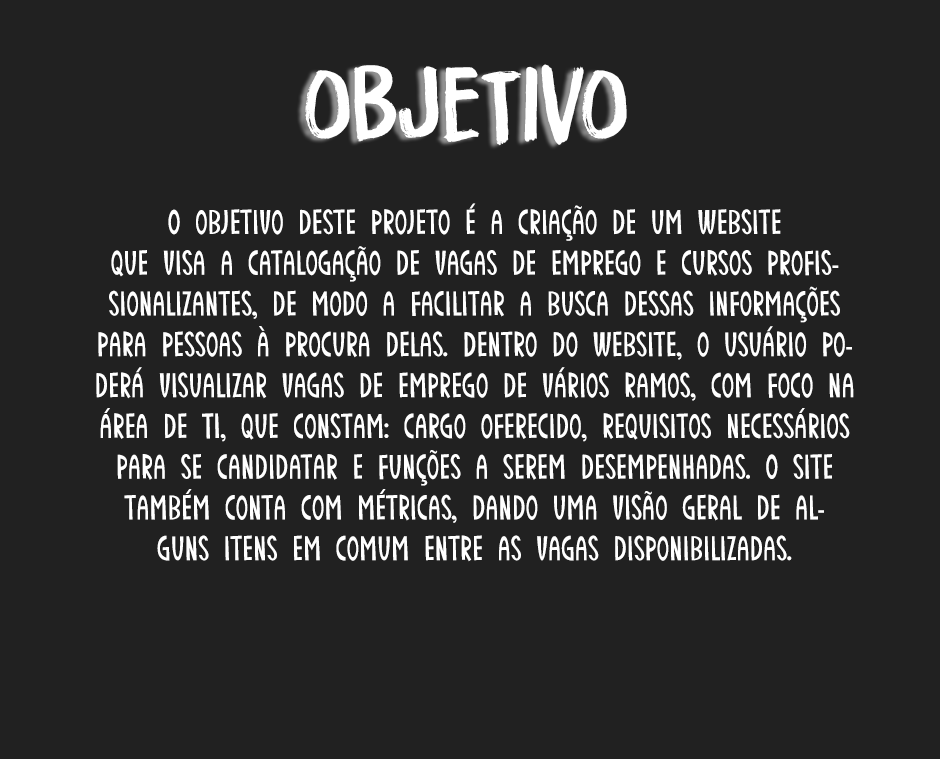 OBJETIVO
O OBJETIVO DESTE PROJETO É A CRIAÇÃO DE UM WEBSITE
QUE VISA A CATALOGAÇÃO DE VAGAS DE EMPREGO E CURSOS PROFIS-
SIONALIZANTES, DE MODO A FACILITAR A BUSCA DESSAS INFORMAÇÕES
PARA PESSOAS À PROCURA DELAS. DENTRO DO WEBSITE, O USUÁRIO PO-
DERÁ VISUALIZAR VAGAS DE EMPREGO DE VÁRIOS RAMOS, COM FOCO NA
ÁREA DE TI, QUE CONSTAM: CARGO OFERECIDO, REQUISITOS NECESSÁRIOS
PARA SE CANDIDATAR E FUNÇÕES A SEREM DESEMPENHADAS. O SITE
TAMBÉM CONTA COM MÉTRICAS, DANDO UMA VISÃO GERAL DE AL-
GUNS ITENS EM COMUM ENTRE AS VAGAS DISPONIBILIZADAS.